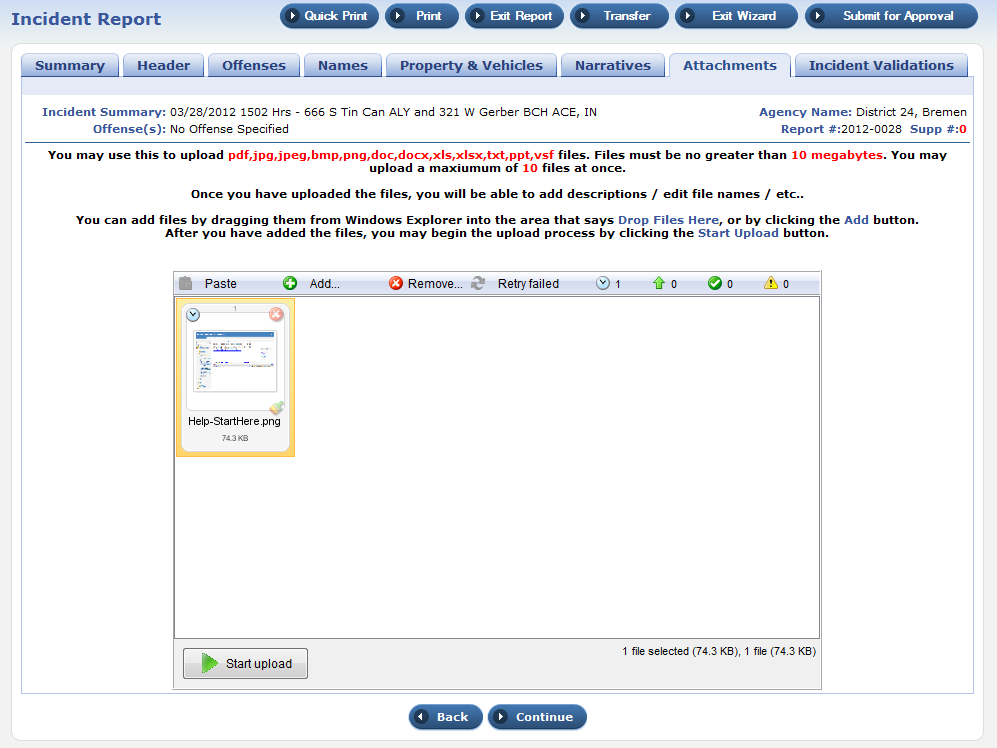 Incident Report
Quick Print
Print
Exit Report
Transfer
Exit Wizard
Submit for Approval
Summary
Header
Offenses
Names
Property & Vehicles
Narratives
Attachments
Incident Validations
Incident Summary: 03/28/2012 1502 Hrs - 666 S Tin Can ALY and 321 W Gerber BCH ACE, IN
Agency Name: District 24, Bremen
Offense(s): No Offense Specified
Report #:2012-0028 Supp #:0
You may use this to upload pdf,jpg,jpeg,bmp,png,doc,docx,xls,xlsx,txt,ppt,vsf files. Files must be no greater than 10 megabytes. You may
upload a maxiumum of 10 files at once.
Once you have uploaded the files, you will be able to add descriptions / edit file names / etc..
You can add files by dragging them from Windows Explorer into the area that says Drop Files Here, or by clicking the Add button.
After you have added the files, you may begin the upload process by clicking the Start Upload button.
Paste
Add...
Remove...
Retry failed
1
0
0
0
1
Help-StartHere.png
74.3 KB
Start upload
1 file selected (74.3 KB), 1 file (74.3 KB)
Back
Continue